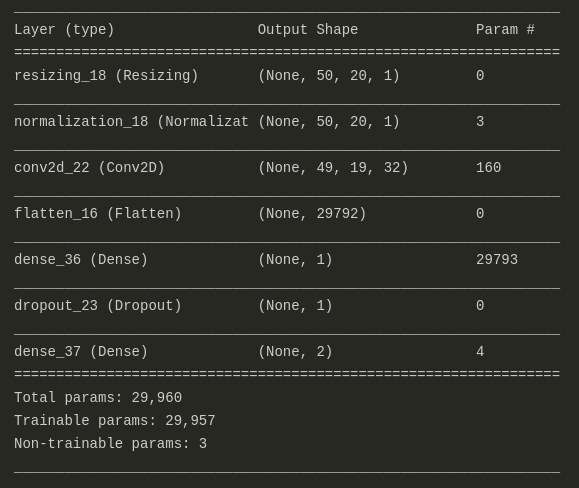 _________________________________________________________________
Layer (type)                 Output Shape              Param #
=================================================================
resizing_18 (Resizing)       (None, 50, 20, 1)         0
_________________________________________________________________
normalization_18 (Normalizat (None, 50, 20, 1)         3
_________________________________________________________________
conv2d_22 (Conv2D)           (None, 49, 19, 32)        160
_________________________________________________________________
flatten_16 (Flatten)         (None, 29792)             0
_________________________________________________________________
dense_36 (Dense)             (None, 1)                 29793
_________________________________________________________________
dropout_23 (Dropout)         (None, 1)                 0
_________________________________________________________________
dense_37 (Dense)             (None, 2)                 4
=================================================================
Total params: 29,960
Trainable params: 29,957
Non-trainable params: 3
_________________________________________________________________